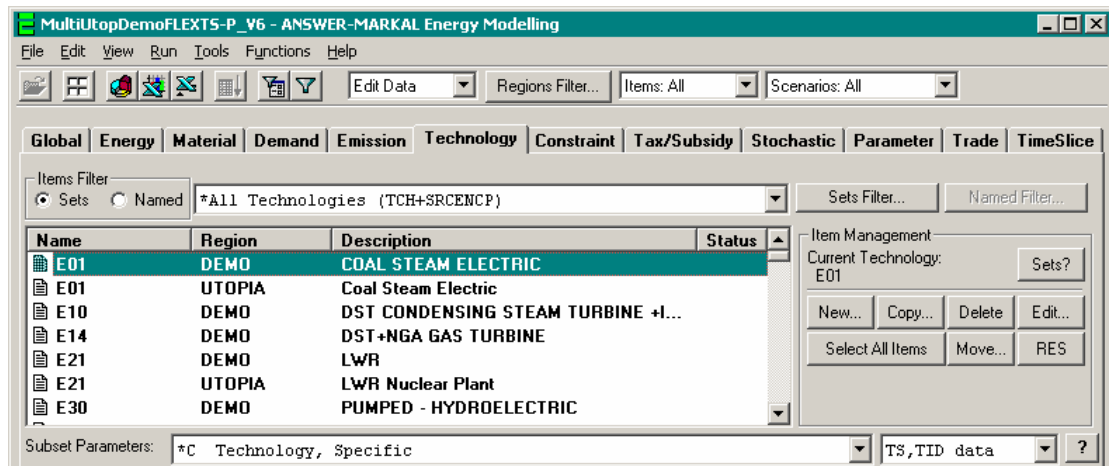 MultiUtopDemoFLEXTS-P_V6 - ANSWER-MARKAL Energy Modelling
File Edit View Run Tools Functions Help
Edit Data Regions Filter... Items: All Scenarios: All
Global Energy Material Demand Emission Technology Constraint Tax/Subsidy Stochastic Parameter Trade TimeSlice
Items Filter
Sets Named *All Technologies (TCH+SRCENCP) Sets Filter... Named Filter...
Name Region Description Status
E01 DEMO COAL STEAM ELECTRIC
E01 UTOPIA Coal Steam Electric
E10 DEMO DST CONDENSING STEAM TURBINE +I...
E14 DEMO DST+NGA GAS TURBINE
E21 DEMO LWR
E21 UTOPIA LWR Nuclear Plant
E30 DEMO PUMPED - HYDROELECTRIC
Item Management
Current Technology:
E01
Sets?
New... Copy... Delete Edit...
Select All Items Move... RES
Subset Parameters: *C Technology, Specific TS,TID data ?